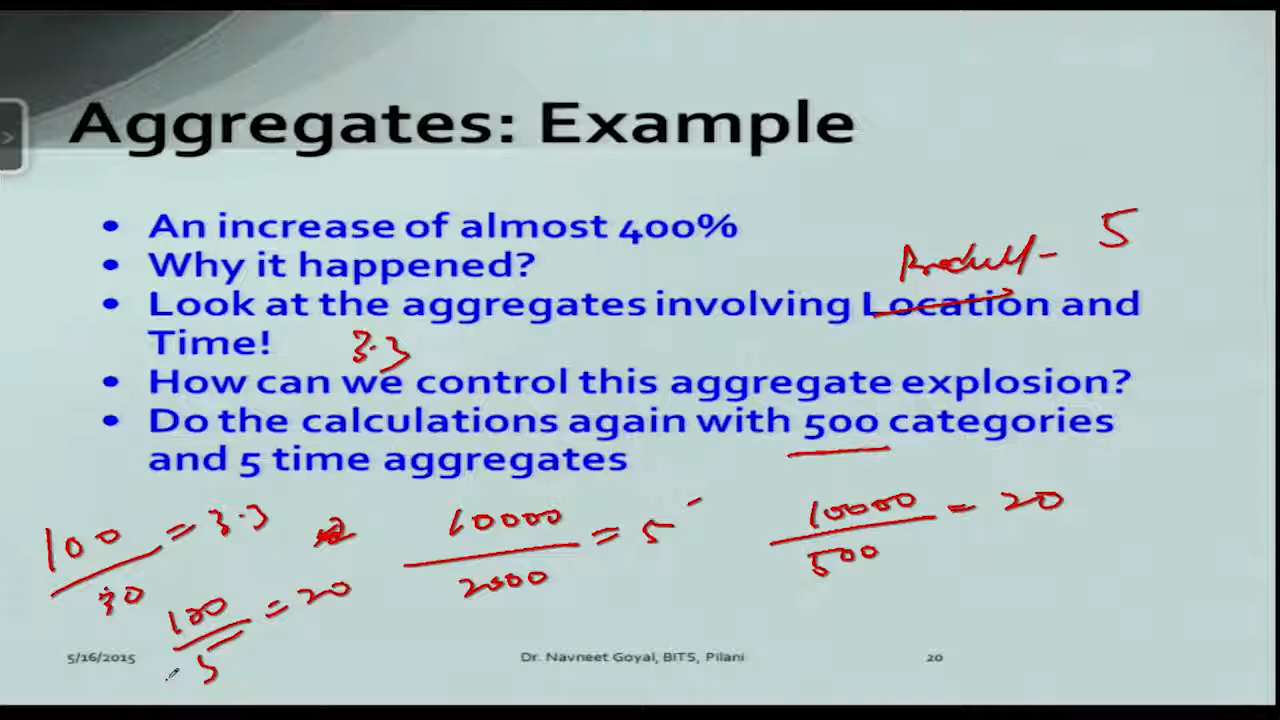 Aggregates: Example
• An increase of almost 400%
• Why it happened?
• Look at the aggregates involving Location and
Product - 5
Time!
3.3
• How can we control this aggregate explosion?
• Do the calculations again with 500 categories
and 5 time aggregates
100/30 = 3.3
10000/2000 = 5
10000/500 = 20
100/5 = 20
5/16/2015 Dr. Navneet Goyal, BITS, Pilani 20